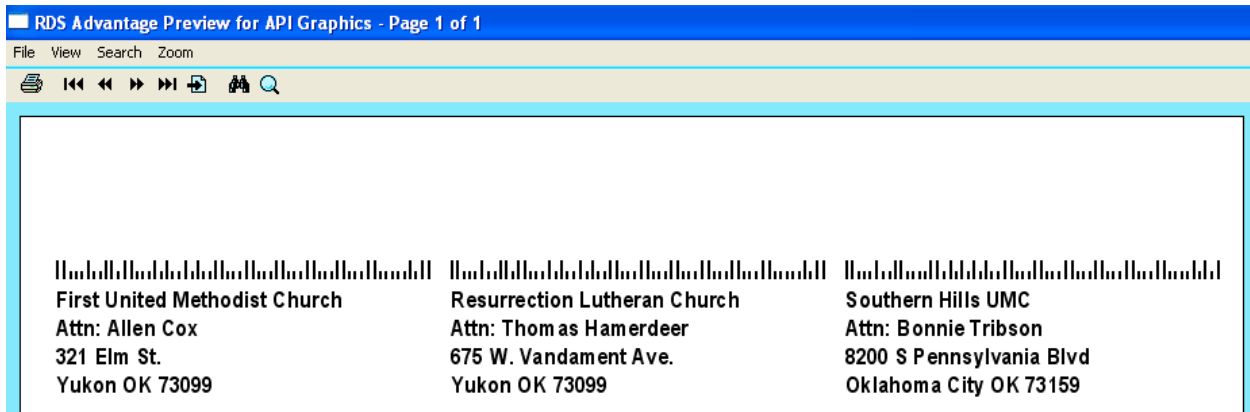 RDS Advantage Preview for API Graphics - Page 1 of 1
File View Search Zoom
First United Methodist Church
Attn: Allen Cox
321 Elm St.
Yukon OK 73099
Resurrection Lutheran Church
Attn: Thomas Hamerdeer
675 W. Vandament Ave.
Yukon OK 73099
Southern Hills UMC
Attn: Bonnie Tribson
8200 S Pennsylvania Blvd
Oklahoma City OK 73159